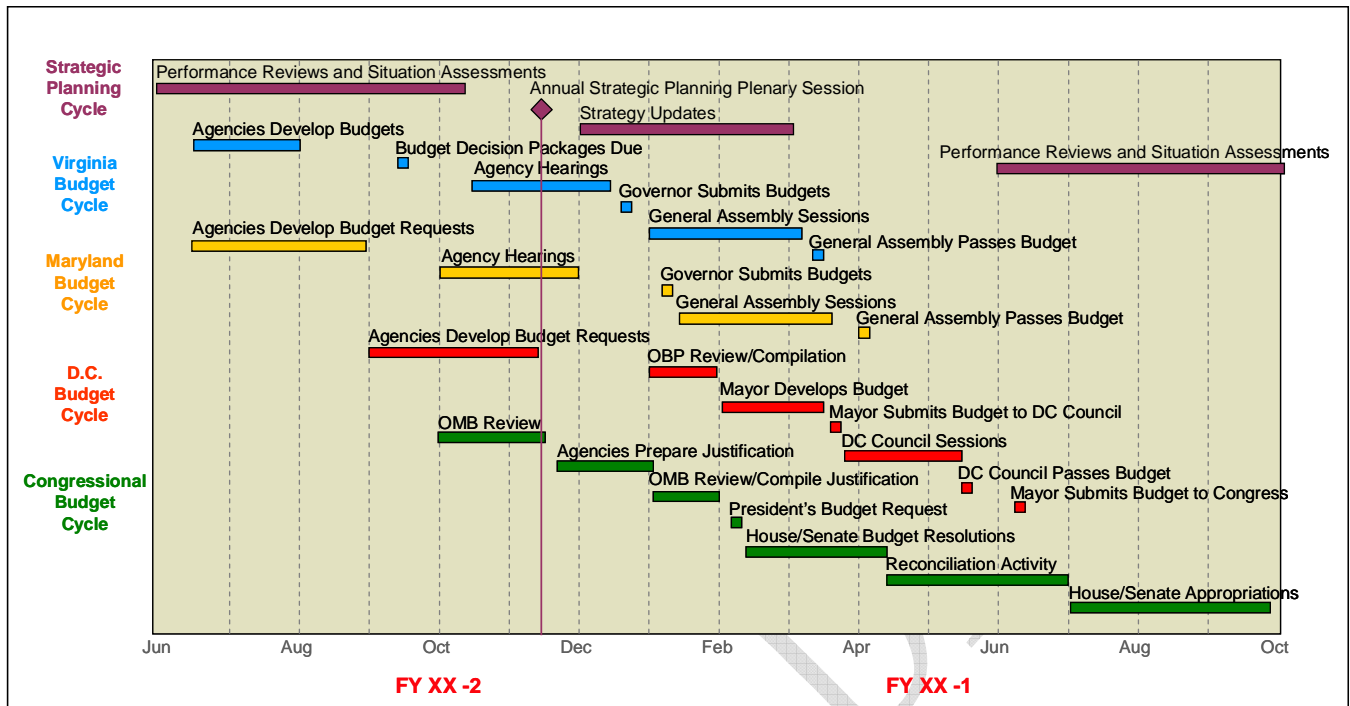 Strategic
Planning
Cycle
Performance Reviews and Situation Assessments
Annual Strategic Planning Plenary Session
Strategy Updates
Performance Reviews and Situation Assessments
Virginia
Budget
Cycle
Agencies Develop Budgets
Budget Decision Packages Due
Agency Hearings
Governor Submits Budgets
General Assembly Sessions
General Assembly Passes Budget
Maryland
Budget
Cycle
Agencies Develop Budget Requests
Agency Hearings
Governor Submits Budgets
General Assembly Sessions
General Assembly Passes Budget
D.C.
Budget
Cycle
Agencies Develop Budget Requests
OBP Review/Compilation
Mayor Develops Budget
Mayor Submits Budget to DC Council
DC Council Sessions
DC Council Passes Budget
Mayor Submits Budget to Congress
Congressional
Budget
Cycle
OMB Review
Agencies Prepare Justification
OMB Review/Compile Justification
President's Budget Request
House/Senate Budget Resolutions
Reconciliation Activity
House/Senate Appropriations
Jun Aug Oct Dec Feb Apr Jun Aug Oct
FY XX -2 FY XX -1